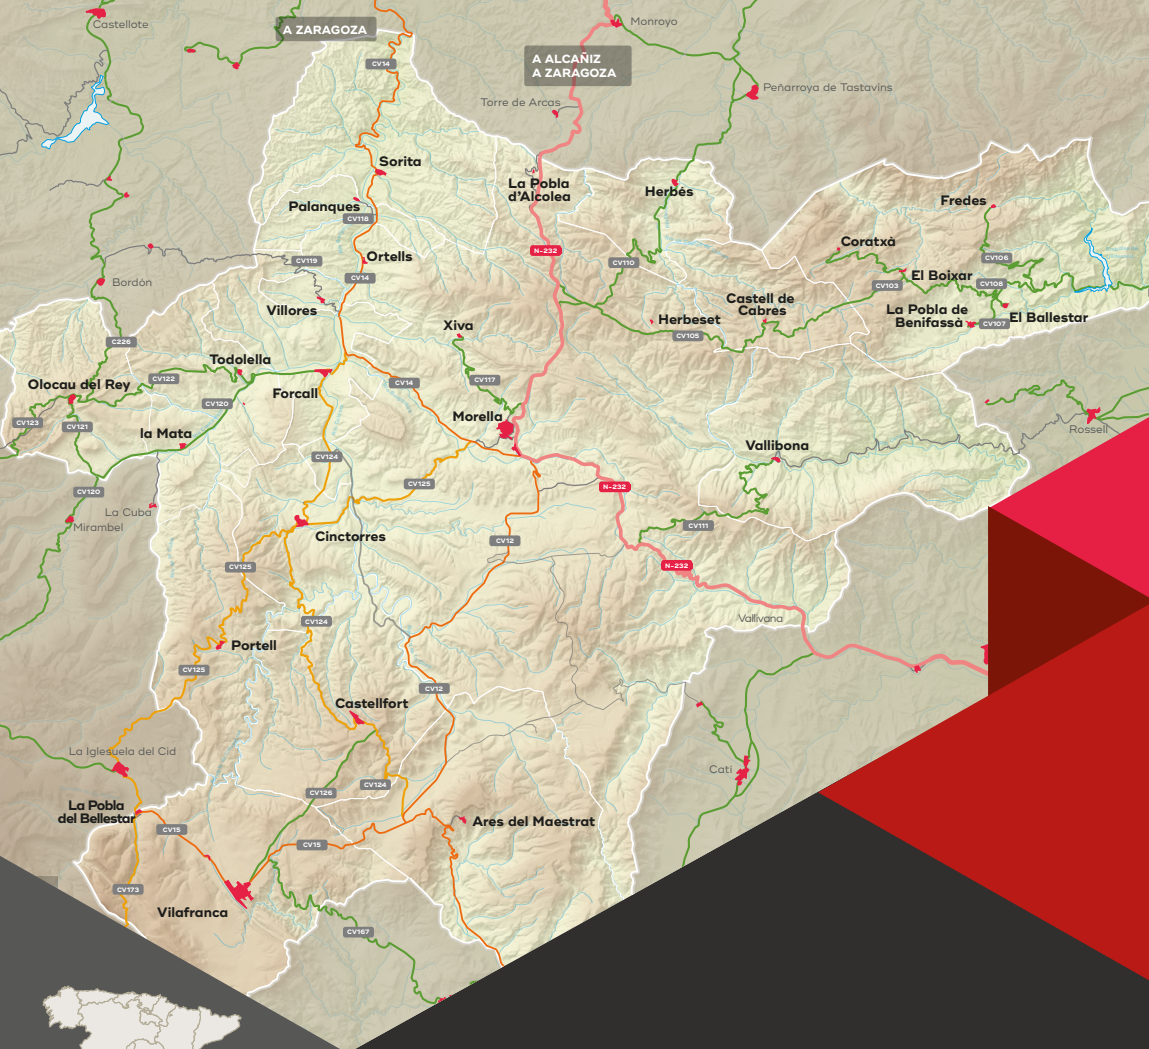 Castellote
A ZARAGOZA
Monroyo
A ALCAÑIZ
A ZARAGOZA
CV14
Peñarroya de Tastavins
Torre de Arcas
Sorita
La Pobla
d'Alcolea
Herbés
Palanques
CV118
Fredes
Coratxà
N-232
Ortells
CV119
CV110
CV106
CV14
Bordón
El Boixar
CV103
CV108
Villores
Castell de
Cabres
La Pobla de
Benifassà
El Ballestar
CV107
Xiva
Herbeset
CV105
C226
Todolella
CV122
CV14
CV117
Olocau del Rey
Forcall
CV120
CV123
CV121
Morella
Rossell
la Mata
Vallibona
CV124
CV125
N-232
CV120
La Cuba
Mirambel
Cinctorres
CV12
CV111
CV125
N-232
CV124
Vallivana
Portell
CV125
CV12
Castellfort
La Iglesuela del Cid
Catí
CV124
CV126
La Pobla
del Bellestar
CV15
Ares del Maestrat
CV15
CV173
Vilafranca
CV167